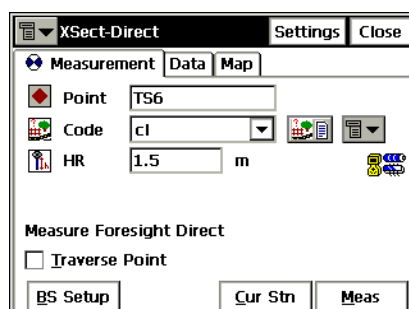 XSect-Direct Settings Close
Measurement Data Map
Point TS6
Code cl
HR 1.5 m
Measure Foresight Direct
Traverse Point
BS Setup Cur Stn Meas